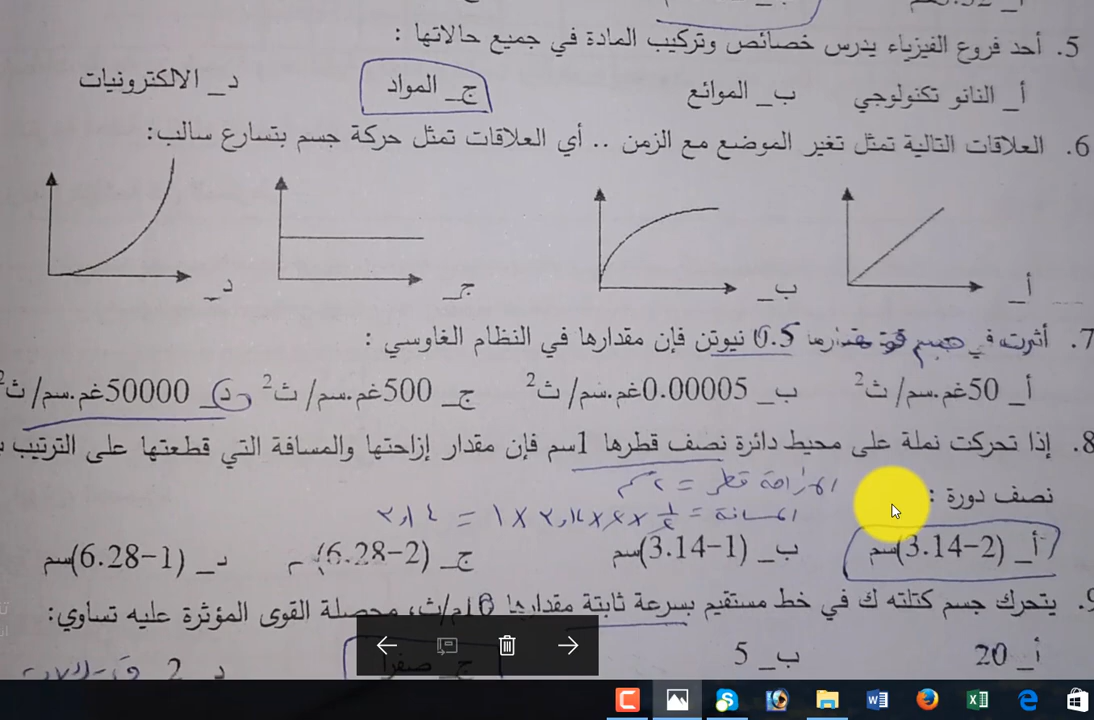 5. أحد فروع الفيزياء يدرس خصائص وتركيب المادة في جميع حالاتها :
أ_ النانو تكنولوجي ب_ الموائع ج_ المواد د_ الالكترونيات
6. العلاقات التالية تمثل تغير الموضع مع الزمن .. أي العلاقات تمثل حركة جسم بتسارع سالب:
أ_ ب_ ج_ د_
7. أثرت في جسم قوة مقدارها 0.5 نيوتن فإن مقدارها في النظام الغاوسي :
أ_ 50غم.سم/ ث2 ب_ 0.00005غم.سم/ ث2 ج_ 500غم.سم/ ث2 د_ 50000غم.سم/ ث2
8. إذا تحركت نملة على محيط دائرة نصف قطرها 1سم فإن مقدار إزاحتها والمسافة التي قطعتها على الترتيب
نصف دورة :
الإزاحة قطر = ٢سم
المسافة = ١/٢ × ٢ × ٣٫١٤ × ١ = ٣٫١٤
أ_ (2-3.14)سم ب_ (1-3.14)سم ج_ (2-6.28) م د_ (1-6.28)سم
9. يتحرك جسم كتلته ك في خط مستقيم بسرعة ثابتة مقدارها 10م/ث، محصلة القوى المؤثرة عليه تساوي:
أ_ 20 ب_ 5 ج_ صفرا د_ 2